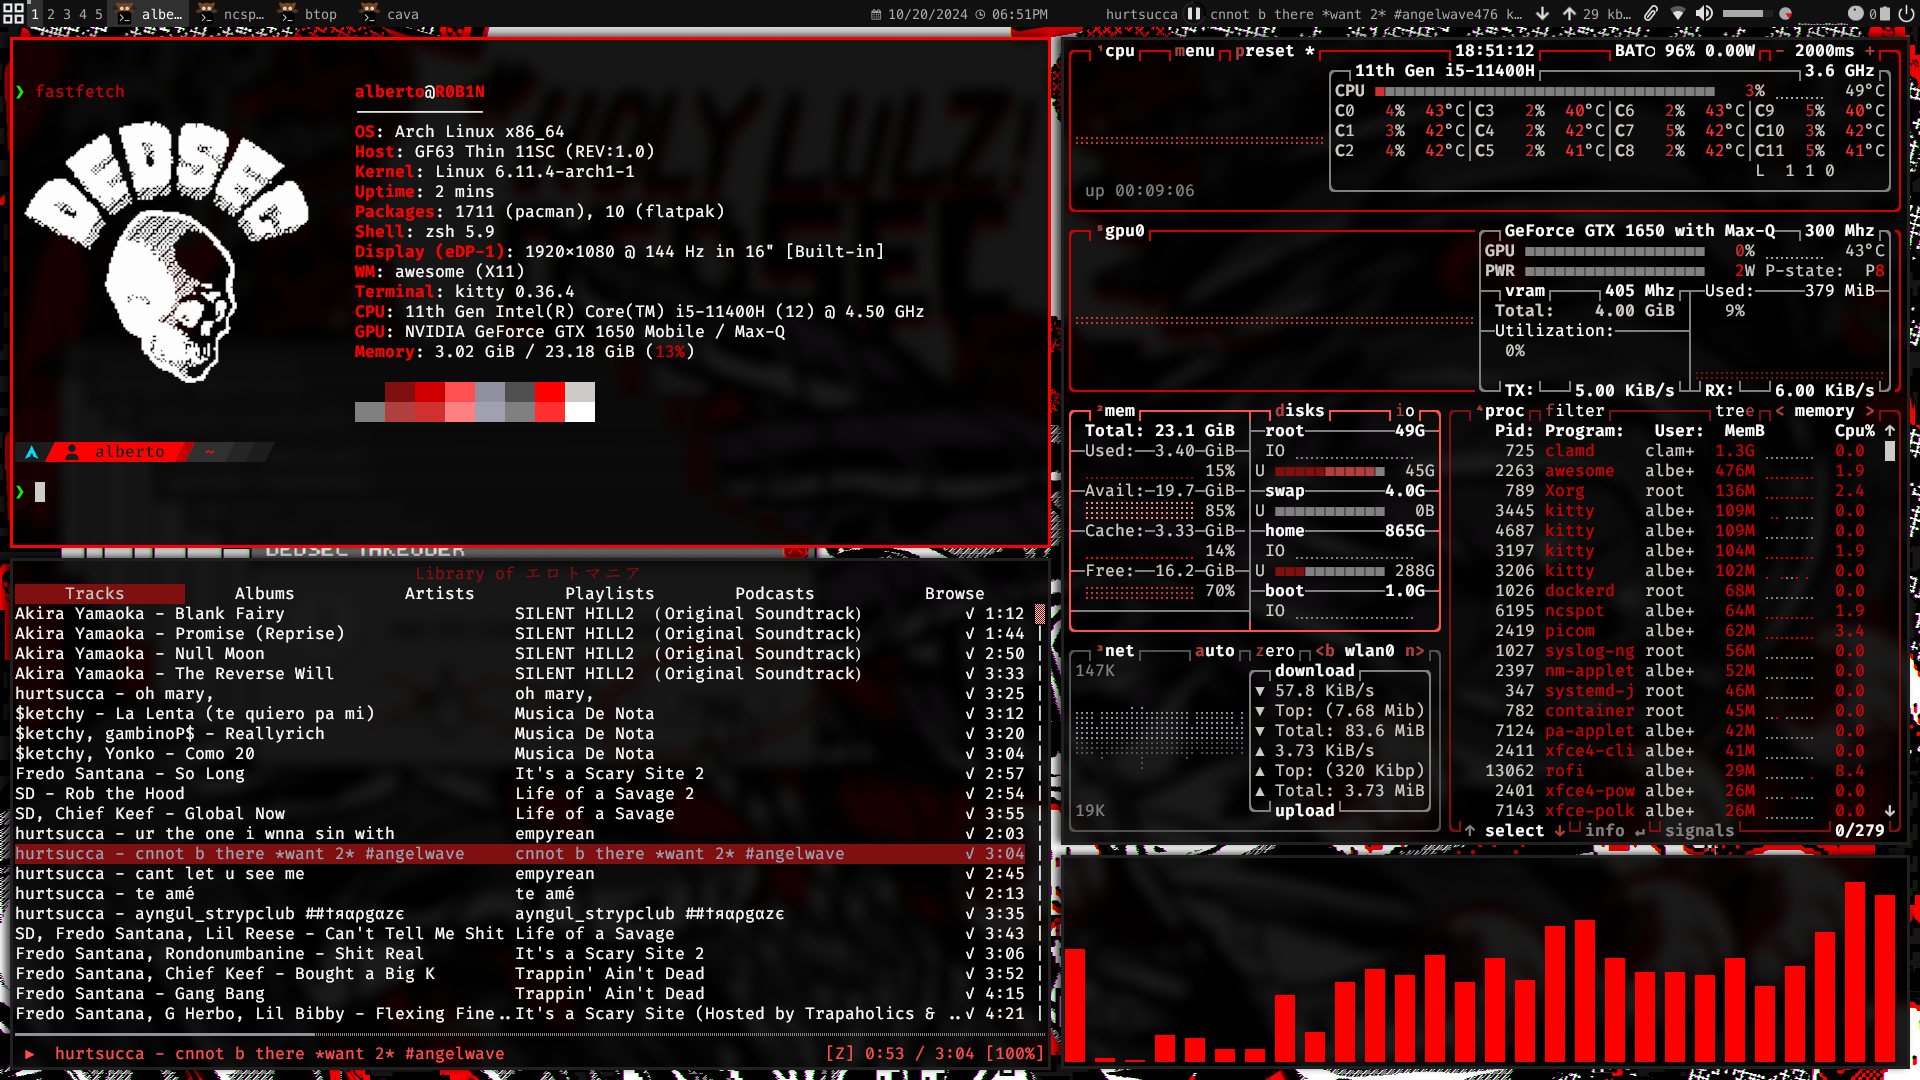 1 2 3 4 5 albe… ncsp… btop cava 10/20/2024 06:51PM hurtsucca cnnot b there *want 2* #angelwave476 k… 29 kb… 0
fastfetch
DEDSEC
alberto@R0B1N
OS: Arch Linux x86_64
Host: GF63 Thin 11SC (REV:1.0)
Kernel: Linux 6.11.4-arch1-1
Uptime: 2 mins
Packages: 1711 (pacman), 10 (flatpak)
Shell: zsh 5.9
Display (eDP-1): 1920×1080 @ 144 Hz in 16" [Built-in]
WM: awesome (X11)
Terminal: kitty 0.36.4
CPU: 11th Gen Intel(R) Core(TM) i5-11400H (12) @ 4.50 GHz
GPU: NVIDIA GeForce GTX 1650 Mobile / Max-Q
Memory: 3.02 GiB / 23.18 GiB (13%)
alberto ~
❯
Library of エロトマニア
Tracks Albums Artists Playlists Podcasts Browse
Akira Yamaoka - Blank Fairy SILENT HILL2 (Original Soundtrack) √ 1:12
Akira Yamaoka - Promise (Reprise) SILENT HILL2 (Original Soundtrack) √ 1:44
Akira Yamaoka - Null Moon SILENT HILL2 (Original Soundtrack) √ 2:50
Akira Yamaoka - The Reverse Will SILENT HILL2 (Original Soundtrack) √ 3:33
hurtsucca - oh mary, oh mary, √ 3:25
$ketchy - La Lenta (te quiero pa mi) Musica De Nota √ 3:12
$ketchy, gambinoP$ - Reallyrich Musica De Nota √ 3:20
$ketchy, Yonko - Como 20 Musica De Nota √ 3:04
Fredo Santana - So Long It's a Scary Site 2 √ 2:57
SD - Rob the Hood Life of a Savage 2 √ 2:54
SD, Chief Keef - Global Now Life of a Savage √ 3:55
hurtsucca - ur the one i wnna sin with empyrean √ 2:03
hurtsucca - cnnot b there *want 2* #angelwave cnnot b there *want 2* #angelwave √ 3:04
hurtsucca - cant let u see me empyrean √ 2:45
hurtsucca - te amé te amé √ 2:13
hurtsucca - ayngul_strypclub ##†яαρgαzє ayngul_strypclub ##†яαρgαzє √ 3:35
SD, Fredo Santana, Lil Reese - Can't Tell Me Shit Life of a Savage √ 3:43
Fredo Santana, Rondonumbanine - Shit Real It's a Scary Site 2 √ 3:06
Fredo Santana, Chief Keef - Bought a Big K Trappin' Ain't Dead √ 3:52
Fredo Santana - Gang Bang Trappin' Ain't Dead √ 4:15
Fredo Santana, G Herbo, Lil Bibby - Flexing Fine.. It's a Scary Site (Hosted by Trapaholics & ..√ 4:21
▶ hurtsucca - cnnot b there *want 2* #angelwave [Z] 0:53 / 3:04 [100%]
¹cpu menu preset * 18:51:12 BAT 96% 0.00W - 2000ms +
11th Gen i5-11400H 3.6 GHz
CPU 3% 49°C
C0 4% 43°C C3 2% 40°C C6 2% 43°C C9 5% 40°C
C1 3% 42°C C4 2% 42°C C7 5% 42°C C10 3% 42°C
C2 4% 42°C C5 2% 41°C C8 2% 42°C C11 5% 41°C
L 1 1 0
up 00:09:06
⁵gpu0 GeForce GTX 1650 with Max-Q 300 Mhz
GPU 0% 43°C
PWR 2W P-state: P8
vram 405 Mhz Used: 379 MiB
Total: 4.00 GiB 9%
Utilization:
0%
TX: 5.00 KiB/s RX: 6.00 KiB/s
²mem disks io
Total: 23.1 GiB root 49G
Used: 3.40 GiB IO
15% U 45G
Avail: 19.7 GiB swap 4.0G
85% U 0B
Cache: 3.33 GiB home 865G
14% IO
Free: 16.2 GiB U 288G
70% boot 1.0G
IO
³net auto zero <b wlan0 n>
147K download
▼ 57.8 KiB/s
▼ Top: (7.68 Mib)
▼ Total: 83.6 MiB
▲ 3.73 KiB/s
▲ Top: (320 Kibp)
▲ Total: 3.73 MiB
19K upload
⁴proc filter tree < memory >
Pid: Program: User: MemB Cpu% ↑
725 clamd clam+ 1.3G 0.0
2263 awesome albe+ 476M 1.9
789 Xorg root 136M 2.4
3445 kitty albe+ 109M 0.0
4687 kitty albe+ 109M 0.0
3197 kitty albe+ 104M 1.9
3206 kitty albe+ 102M 0.0
1026 dockerd root 68M 0.0
6195 ncspot albe+ 64M 1.9
2419 picom albe+ 62M 3.4
1027 syslog-ng root 56M 0.0
2397 nm-applet albe+ 52M 0.0
347 systemd-j root 46M 0.0
782 container root 45M 0.0
7124 pa-applet albe+ 42M 0.0
2411 xfce4-cli albe+ 41M 0.0
13062 rofi albe+ 29M 8.4
2401 xfce4-pow albe+ 26M 0.0
7143 xfce-polk albe+ 26M 0.0 ↓
↑ select ↓ info ↵ signals 0/279